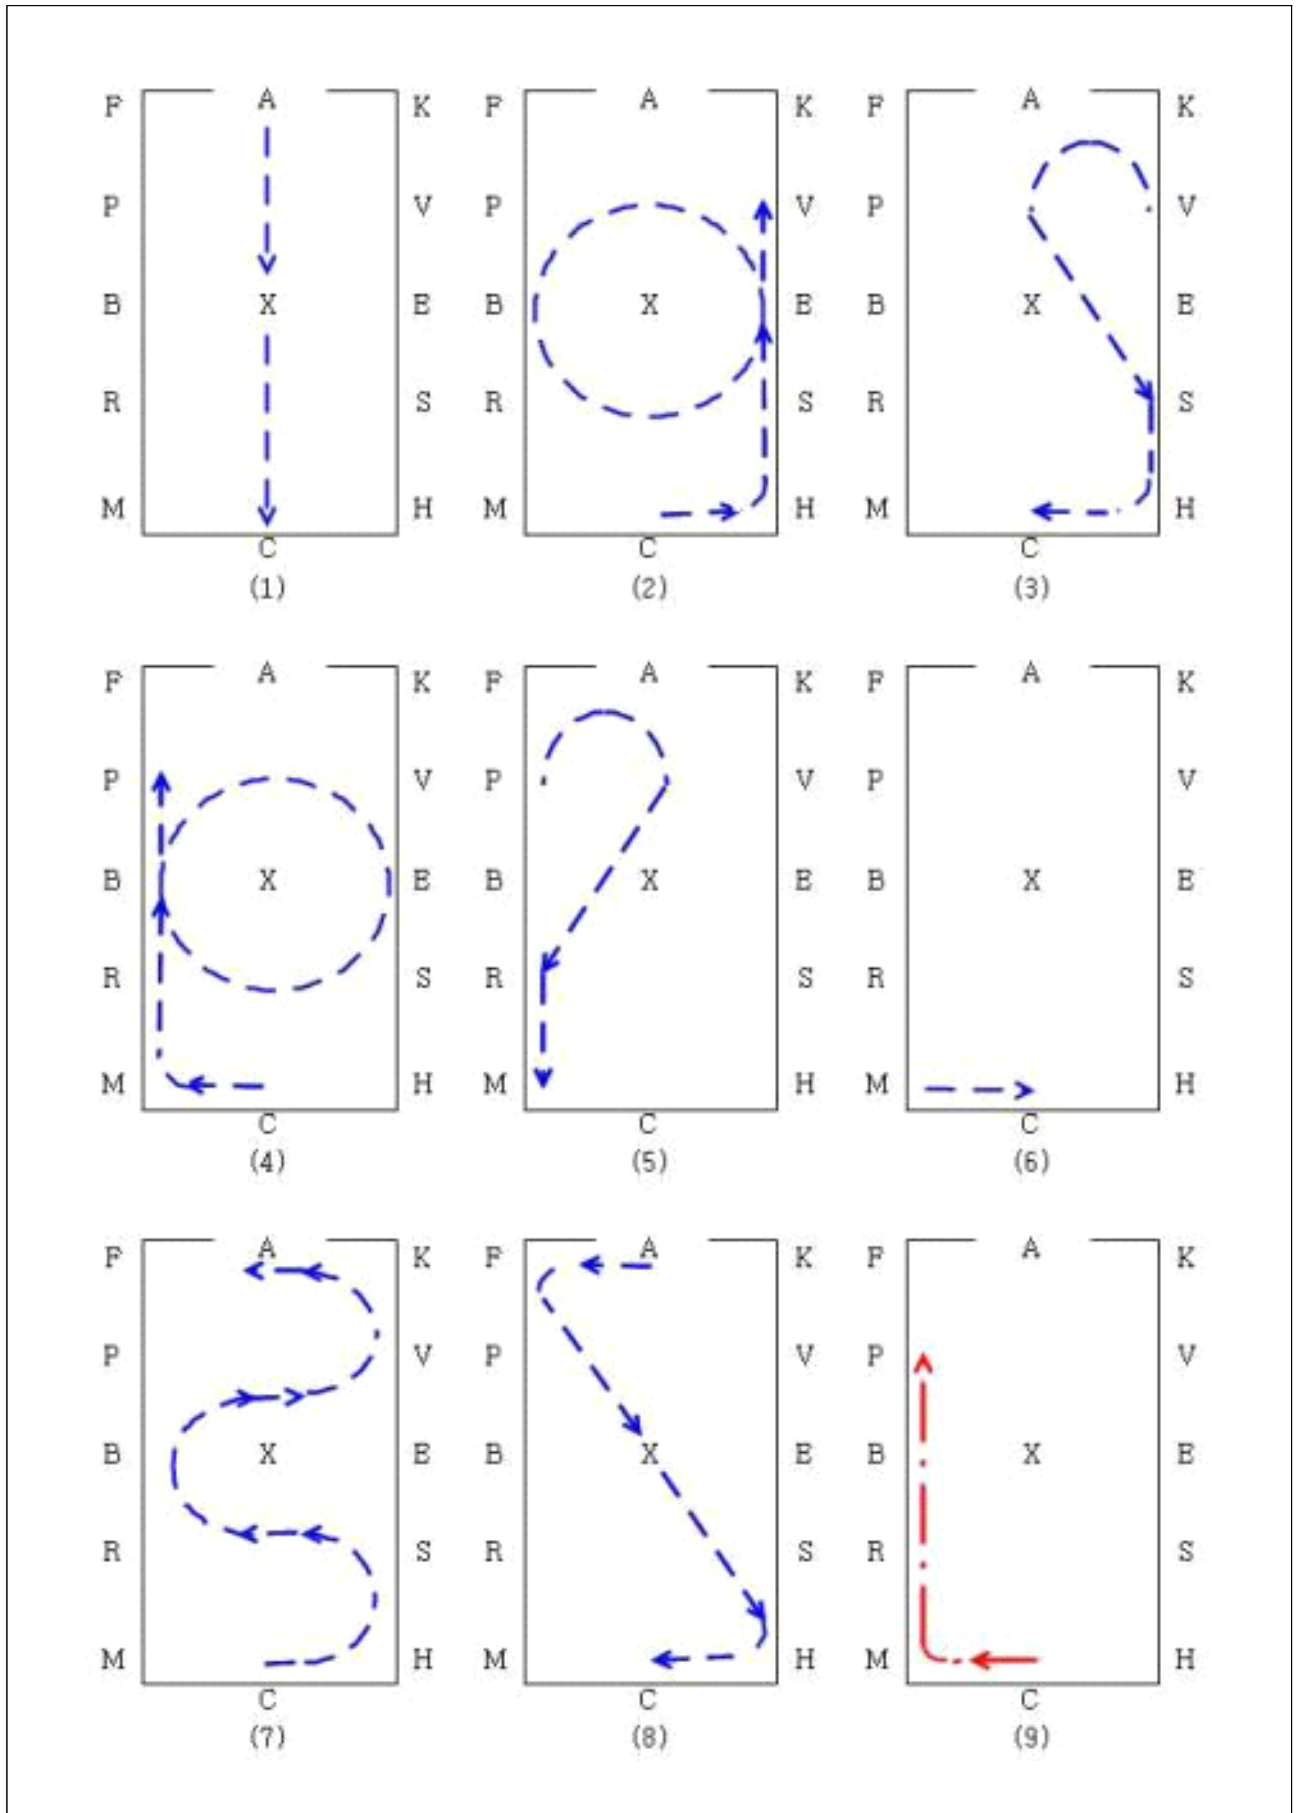 F A K F A K F A K
P V P V P V
B X E B X E B X E
R S R S R S
M H M H M H
C C C
(1) (2) (3)
F A K F A K F A K
P V P V P V
B X E B X E B X E
R S R S R S
M H M H M H
C C C
(4) (5) (6)
F A K F A K F A K
P V P V P V
B X E B X E B X E
R S R S R S
M H M H M H
C C C
(7) (8) (9)